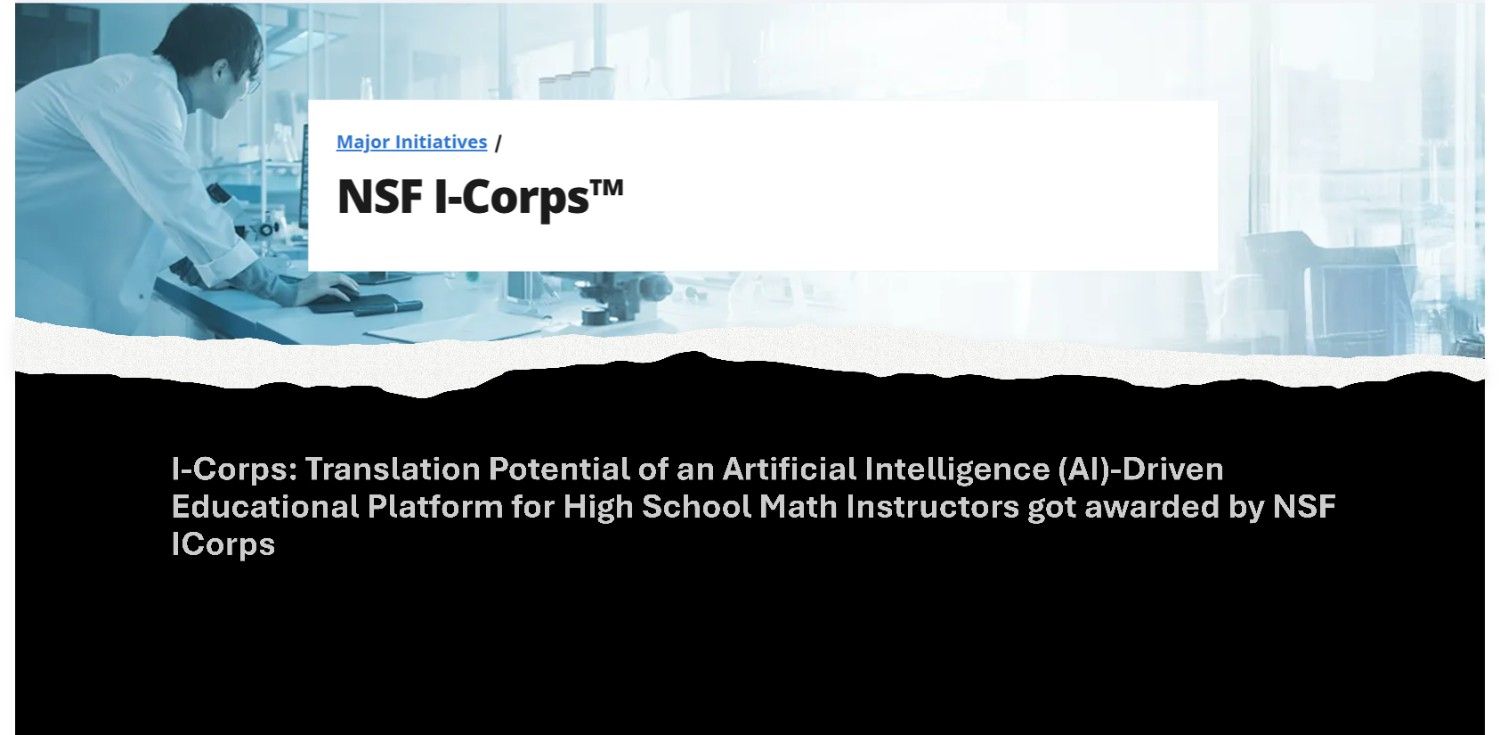 Major Initiatives /
NSF I-Corps™
I-Corps: Translation Potential of an Artificial Intelligence (AI)-Driven
Educational Platform for High School Math Instructors got awarded by NSF
ICorps